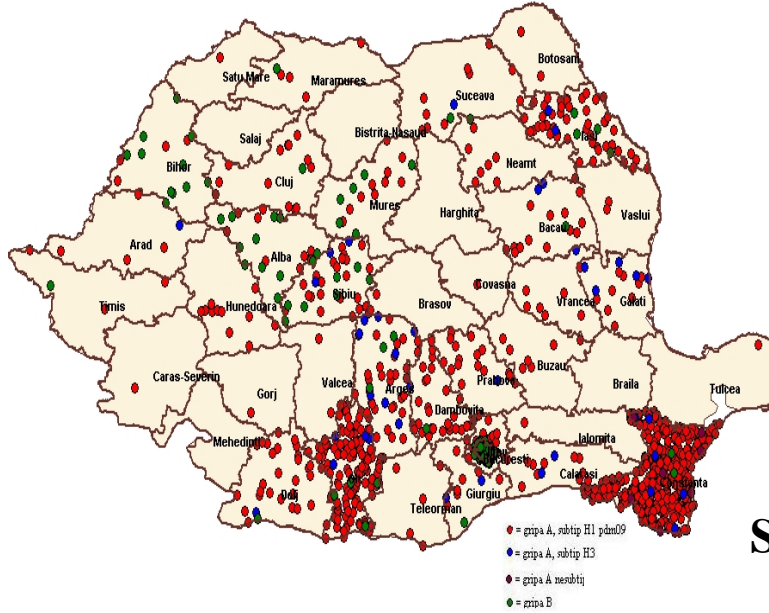 Botosani
Satu Mare
Maramures
Suceava
Bistrita-Nasaud
Iasi
Salaj
Bihor
Cluj
Neamt
Mures
Harghita
Vaslui
Bacau
Arad
Alba
Sibiu
Covasna
Timis
Hunedoara
Brasov
Vrancea
Galati
Caras-Severin
Gorj
Valcea
Arges
Prahova
Buzau
Braila
Tulcea
Dambovita
Mehedinti
Ialomita
Bucuresti
Calarasi
Constanta
Dolj
Teleorman
Giurgiu
= gripa A, subtip H1 pdm09
S
= gripa A, subtip H3
= gripa A nesubtip
= gripa B